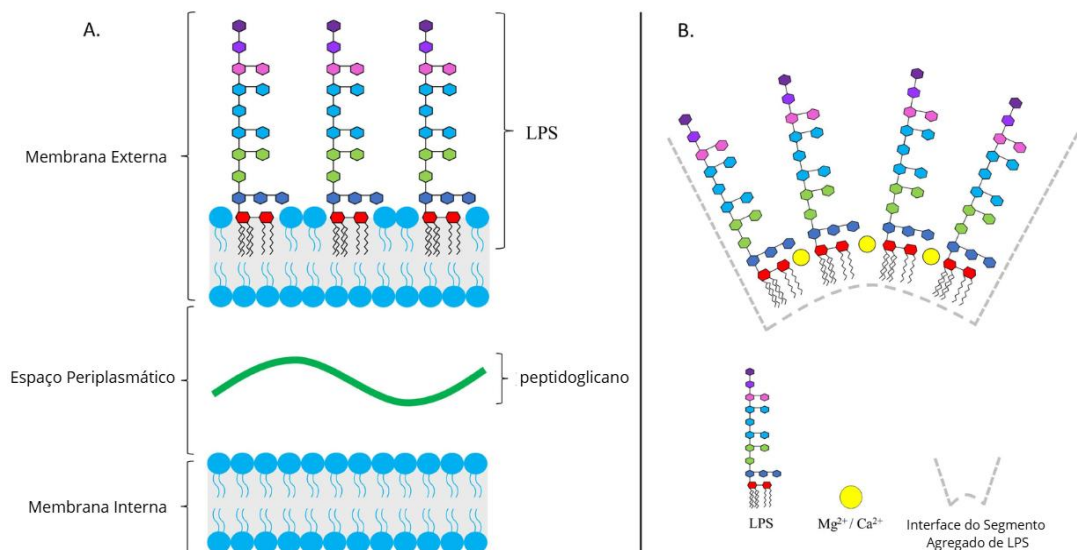 A.
Membrana Externa
LPS
Espaço Periplasmático
peptidoglicano
Membrana Interna
B.
LPS
Mg²⁺ / Ca²⁺
Interface do Segmento
Agregado de LPS